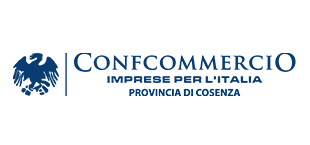 CONFCOMMERCIO
IMPRESE PER L'ITALIA
PROVINCIA DI COSENZA